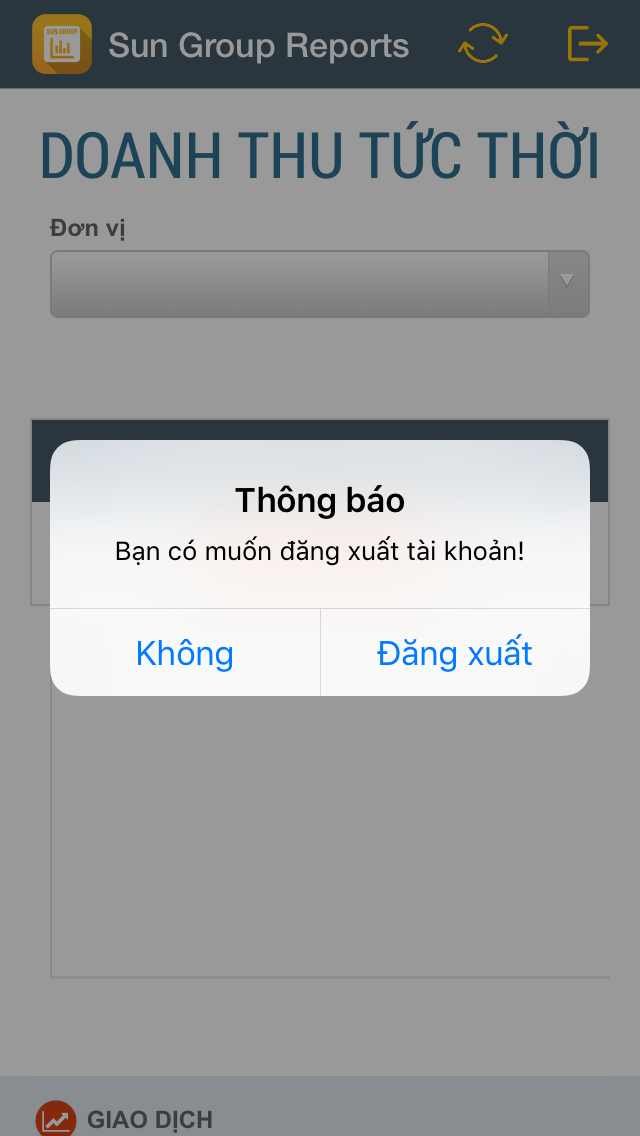 SUN GROUP
Sun Group Reports
DOANH THU TỨC THỜI
Đơn vị
Thông báo
Bạn có muốn đăng xuất tài khoản!
Không
Đăng xuất
GIAO DỊCH